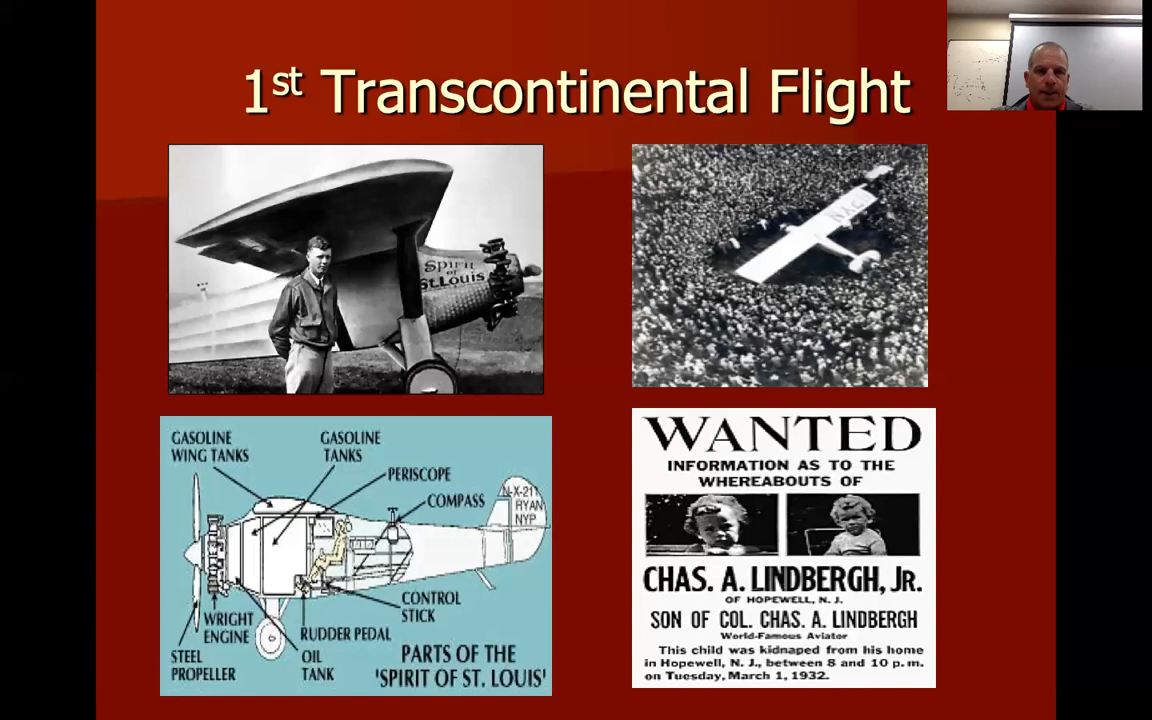 1st Transcontinental Flight
Spirit
of
St.Louis
GASOLINE
WING TANKS
GASOLINE
TANKS
PERISCOPE
COMPASS
N-X-211
RYAN
NYP
CONTROL
STICK
WRIGHT
ENGINE
RUDDER PEDAL
STEEL
PROPELLER
OIL
TANK
PARTS OF THE
'SPIRIT OF ST. LOUIS'
WANTED
INFORMATION AS TO THE
WHEREABOUTS OF
CHAS. A. LINDBERGH, JR.
OF HOPEWELL, N. J.
SON OF COL. CHAS. A. LINDBERGH
World-Famous Aviator
This child was kidnaped from his home
in Hopewell, N. J., between 8 and 10 p. m.
on Tuesday, March 1, 1932.